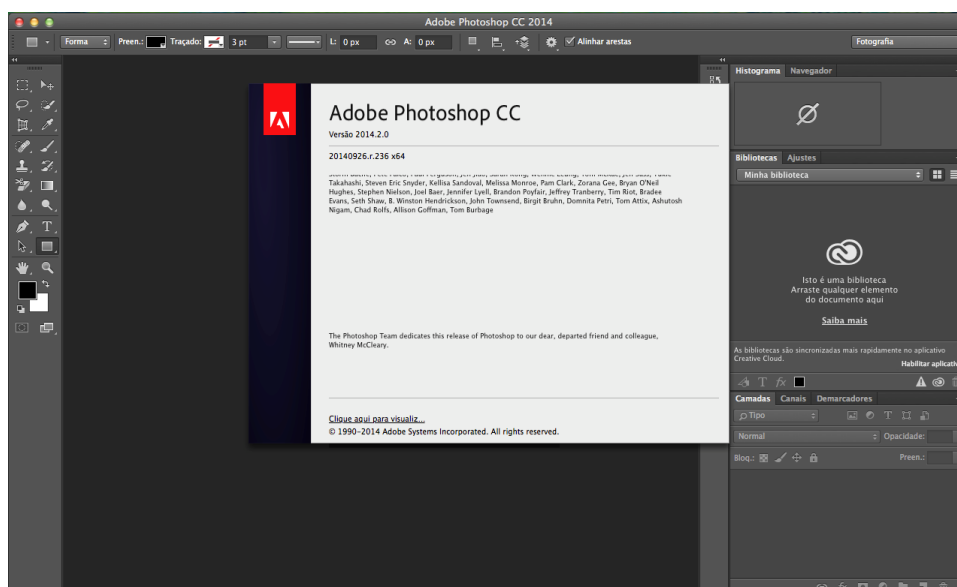 Adobe Photoshop CC 2014
Forma Preen.: Traçado: 3 pt L: 0 px A: 0 px Alinhar arestas Fotografia
Histograma Navegador
Adobe Photoshop CC
Versão 2014.2.0
20140926.r.236 x64
Takahashi, Steven Eric Snyder, Kellisa Sandoval, Melissa Monroe, Pam Clark, Zorana Gee, Bryan O'Neil
Hughes, Stephen Nielson, Joel Baer, Jennifer Lyell, Brandon Poyfair, Jeffrey Tranberry, Tim Riot, Bradee
Evans, Seth Shaw, B. Winston Hendrickson, John Townsend, Birgit Bruhn, Domnita Petri, Tom Attix, Ashutosh
Nigam, Chad Rolfs, Allison Goffman, Tom Burbage
The Photoshop Team dedicates this release of Photoshop to our dear, departed friend and colleague,
Whitney McCleary.
Clique aqui para visualiz...
© 1990-2014 Adobe Systems Incorporated. All rights reserved.
Bibliotecas Ajustes
Minha biblioteca
Isto é uma biblioteca
Arraste qualquer elemento
do documento aqui
Saiba mais
As bibliotecas são sincronizadas mais rapidamente no aplicativo
Creative Cloud.
Habilitar aplicati
Camadas Canais Demarcadores
Tipo
Normal Opacidade:
Bloq.: Preen.: